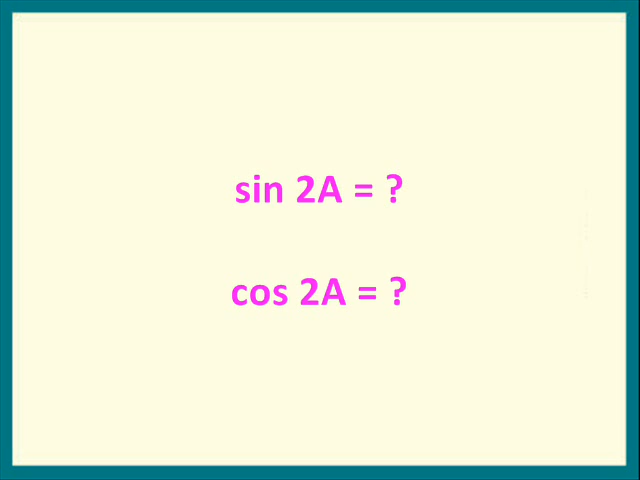 sin 2A = ?
cos 2A = ?